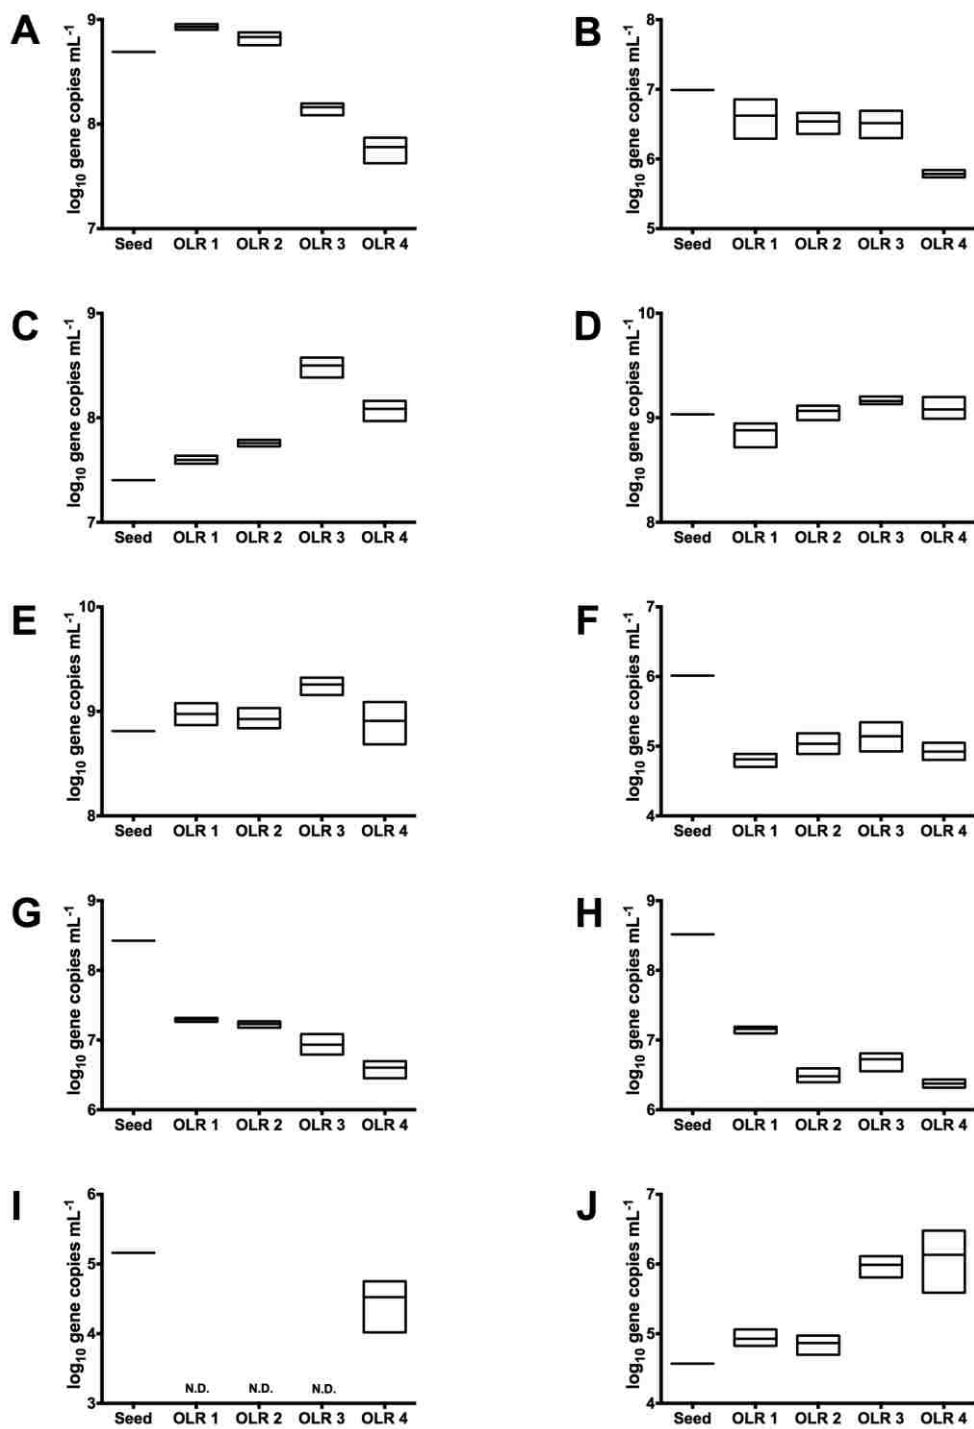 A
B
log10 gene copies mL-1
9
8
7
Seed OLR 1 OLR 2 OLR 3 OLR 4
log10 gene copies mL-1
8
7
6
5
Seed OLR 1 OLR 2 OLR 3 OLR 4
C
D
log10 gene copies mL-1
9
8
7
Seed OLR 1 OLR 2 OLR 3 OLR 4
log10 gene copies mL-1
10
9
8
Seed OLR 1 OLR 2 OLR 3 OLR 4
E
F
log10 gene copies mL-1
10
9
8
Seed OLR 1 OLR 2 OLR 3 OLR 4
log10 gene copies mL-1
7
6
5
4
Seed OLR 1 OLR 2 OLR 3 OLR 4
G
H
log10 gene copies mL-1
9
8
7
6
Seed OLR 1 OLR 2 OLR 3 OLR 4
log10 gene copies mL-1
9
8
7
6
Seed OLR 1 OLR 2 OLR 3 OLR 4
I
J
log10 gene copies mL-1
6
5
4
3
N.D. N.D. N.D.
Seed OLR 1 OLR 2 OLR 3 OLR 4
log10 gene copies mL-1
7
6
5
4
Seed OLR 1 OLR 2 OLR 3 OLR 4